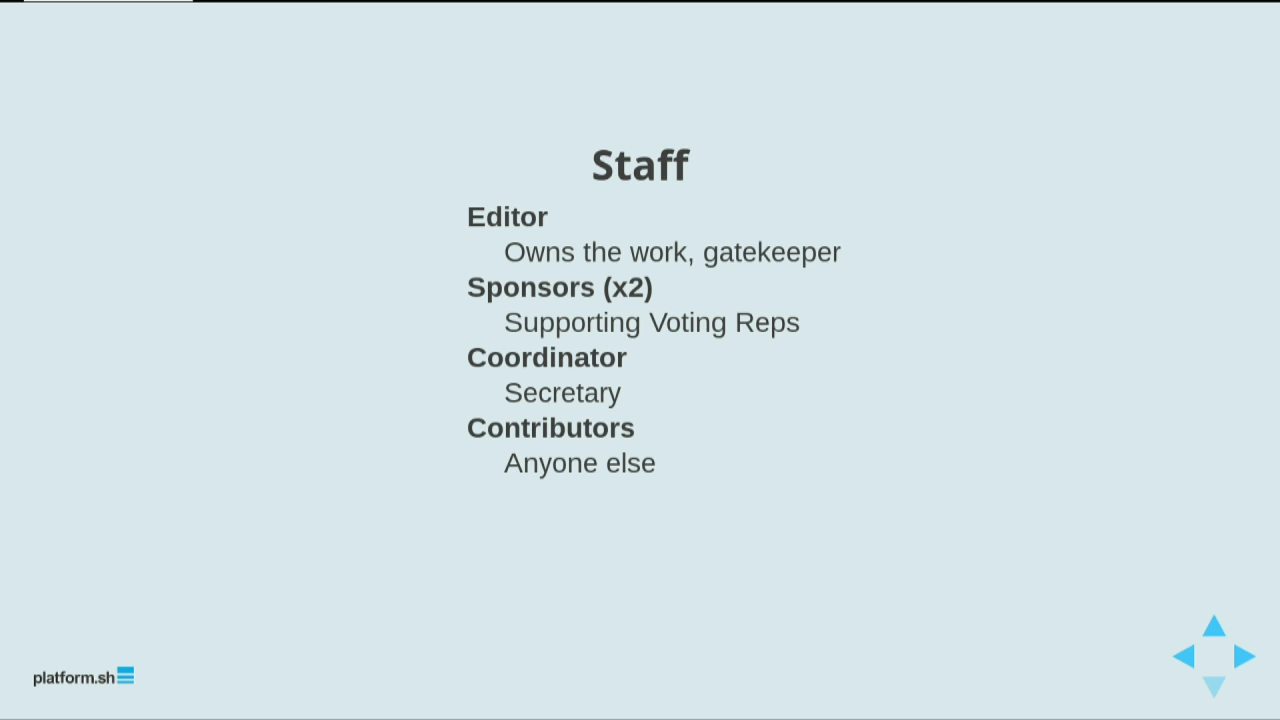 Staff
Editor
Owns the work, gatekeeper
Sponsors (x2)
Supporting Voting Reps
Coordinator
Secretary
Contributors
Anyone else
platform.sh